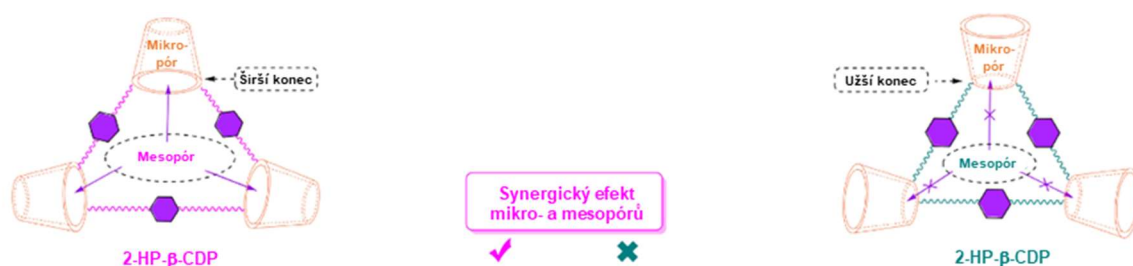 Mikro-
pór
Širší konec
Mesopór
2-HP-β-CDP
Synergický efekt
mikro- a mesopórů
Mikro-
pór
Užší konec
Mesopór
2-HP-β-CDP